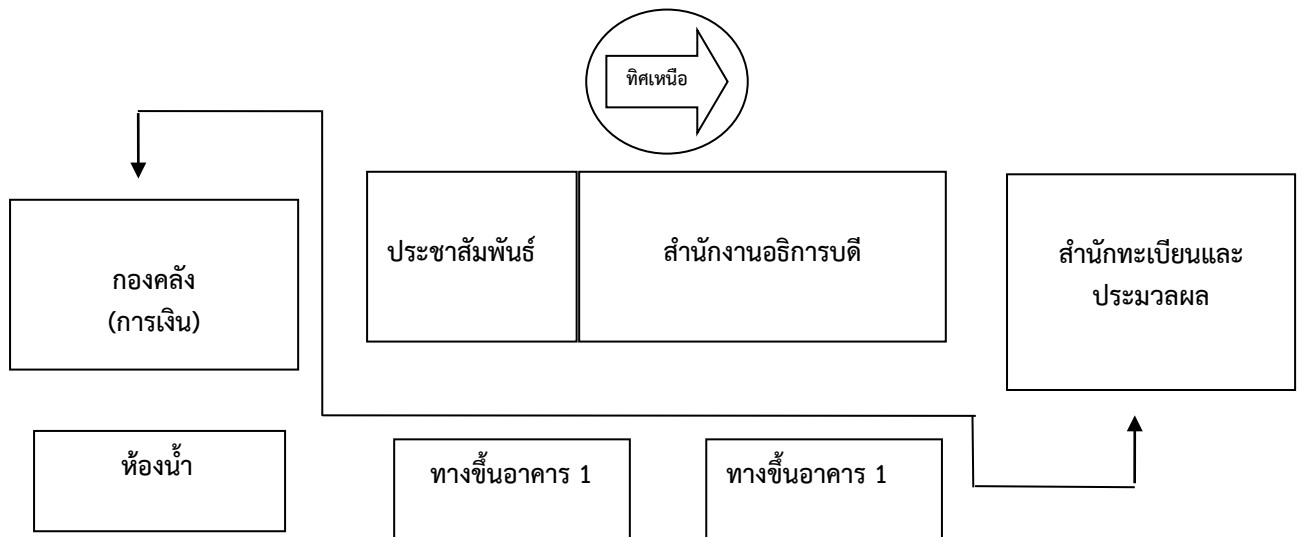 ทิศเหนือ
ประชาสัมพันธ์
สำนักงานอธิการบดี
สำนักทะเบียนและ
ประมวลผล
กองคลัง
(การเงิน)
ห้องน้ำ
ทางขึ้นอาคาร 1
ทางขึ้นอาคาร 1